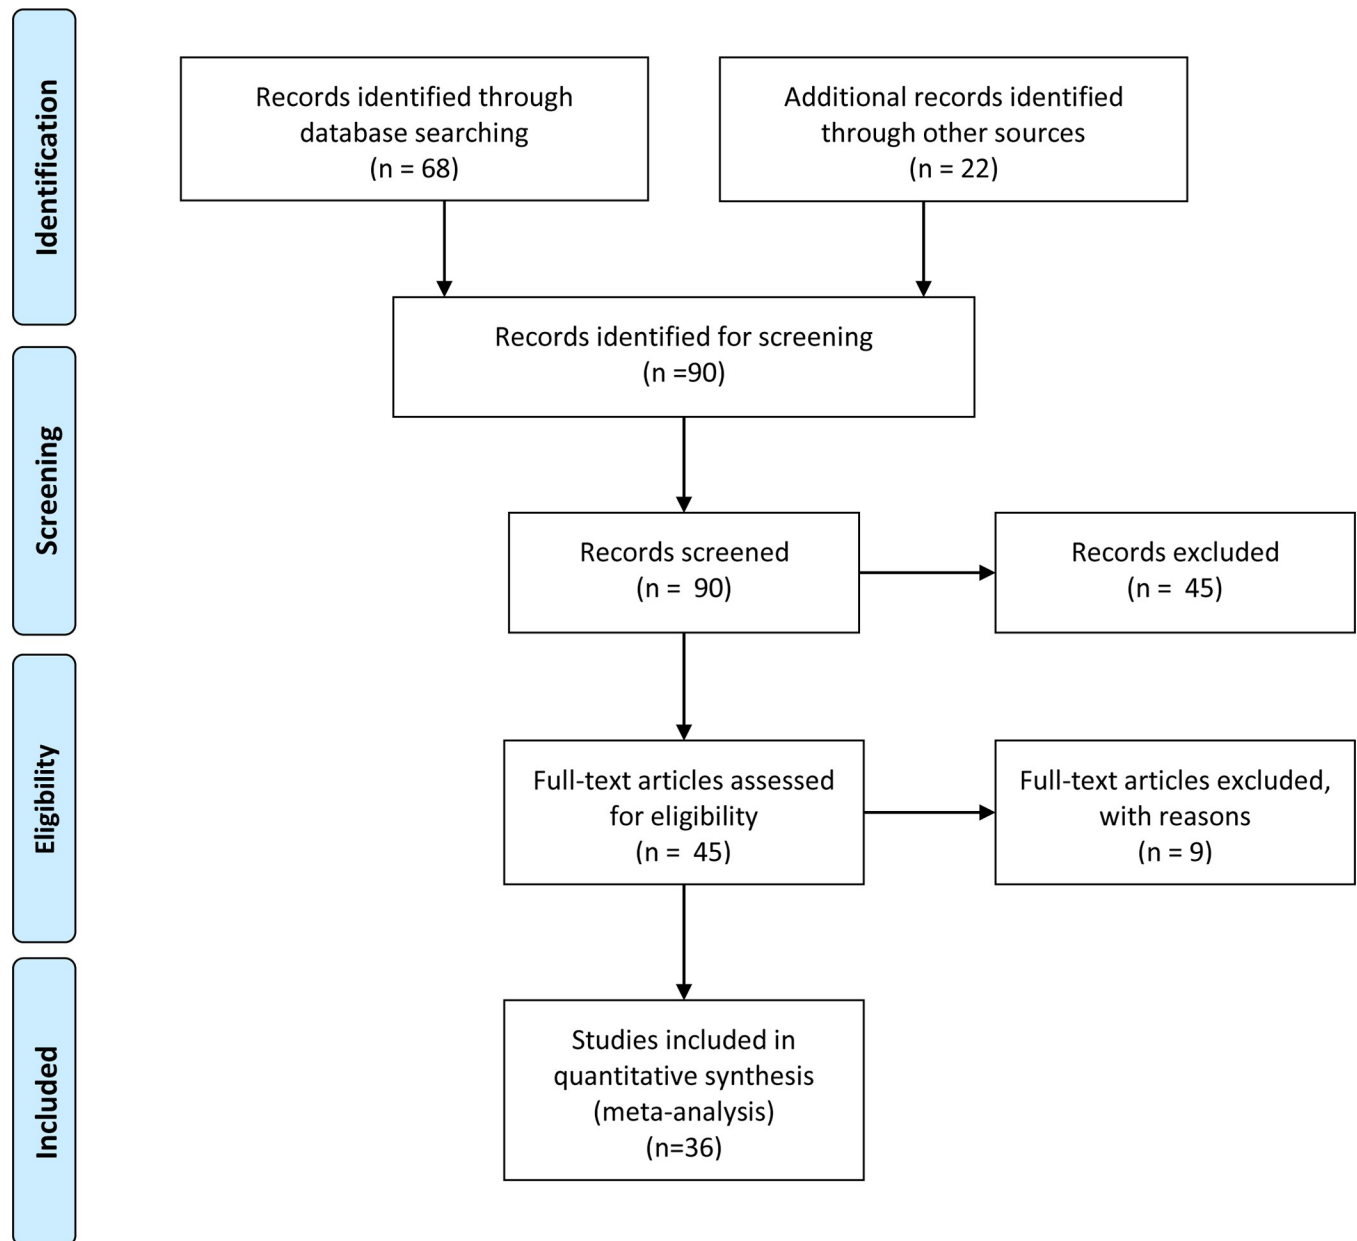 Identification
Records identified through
database searching
(n = 68)
Additional records identified
through other sources
(n = 22)
Records identified for screening
(n =90)
Screening
Records screened
(n =  90)
Records excluded
(n =  45)
Eligibility
Full-text articles assessed
for eligibility
(n =  45)
Full-text articles excluded,
with reasons
(n = 9)
Included
Studies included in
quantitative synthesis
(meta-analysis)
(n=36)